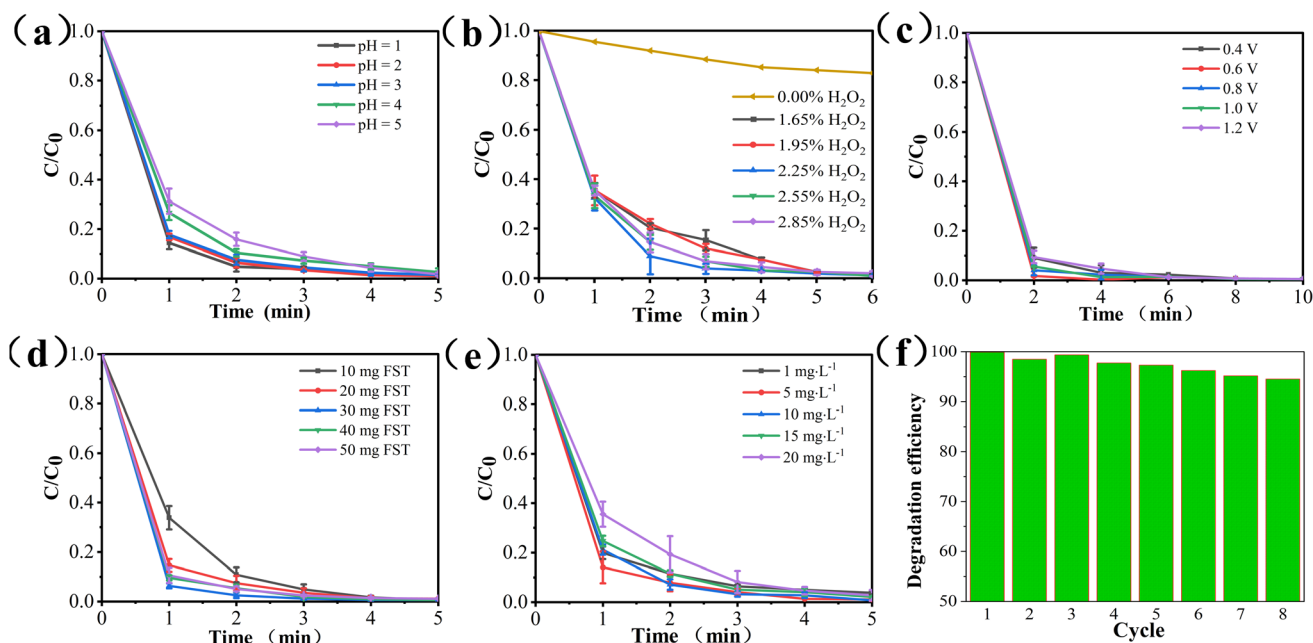 (a)
1.0
0.8
0.6
0.4
0.2
0.0
C/C0
0
1
2
3
4
5
Time (min)
pH = 1
pH = 2
pH = 3
pH = 4
pH = 5
(b)
1.0
0.8
0.6
0.4
0.2
0.0
C/C0
0
1
2
3
4
5
6
Time（min）
0.00% H2O2
1.65% H2O2
1.95% H2O2
2.25% H2O2
2.55% H2O2
2.85% H2O2
(c)
1.0
0.8
0.6
0.4
0.2
0.0
C/C0
0
2
4
6
8
10
Time（min）
0.4 V
0.6 V
0.8 V
1.0 V
1.2 V
(d)
1.0
0.8
0.6
0.4
0.2
0.0
C/C0
0
1
2
3
4
5
Time（min）
10 mg FST
20 mg FST
30 mg FST
40 mg FST
50 mg FST
(e)
1.0
0.8
0.6
0.4
0.2
0.0
C/C0
0
1
2
3
4
5
Time（min）
1 mg·L-1
5 mg·L-1
10 mg·L-1
15 mg·L-1
20 mg·L-1
(f)
100
90
80
70
60
50
Degradation efficiency
1
2
3
4
5
6
7
8
Cycle